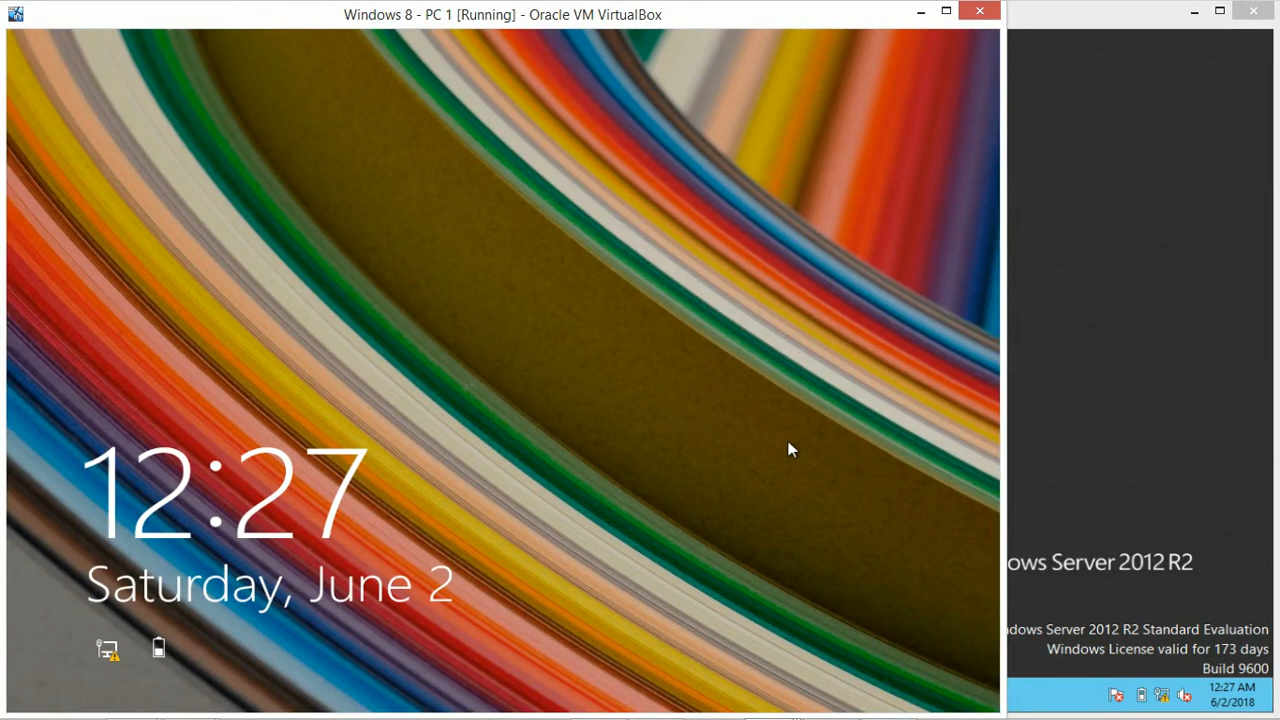 Windows 8 - PC 1 [Running] - Oracle VM VirtualBox
12:27
Saturday, June 2
ows Server 2012 R2
dows Server 2012 R2 Standard Evaluation
Windows License valid for 173 days
Build 9600
12:27 AM
6/2/2018